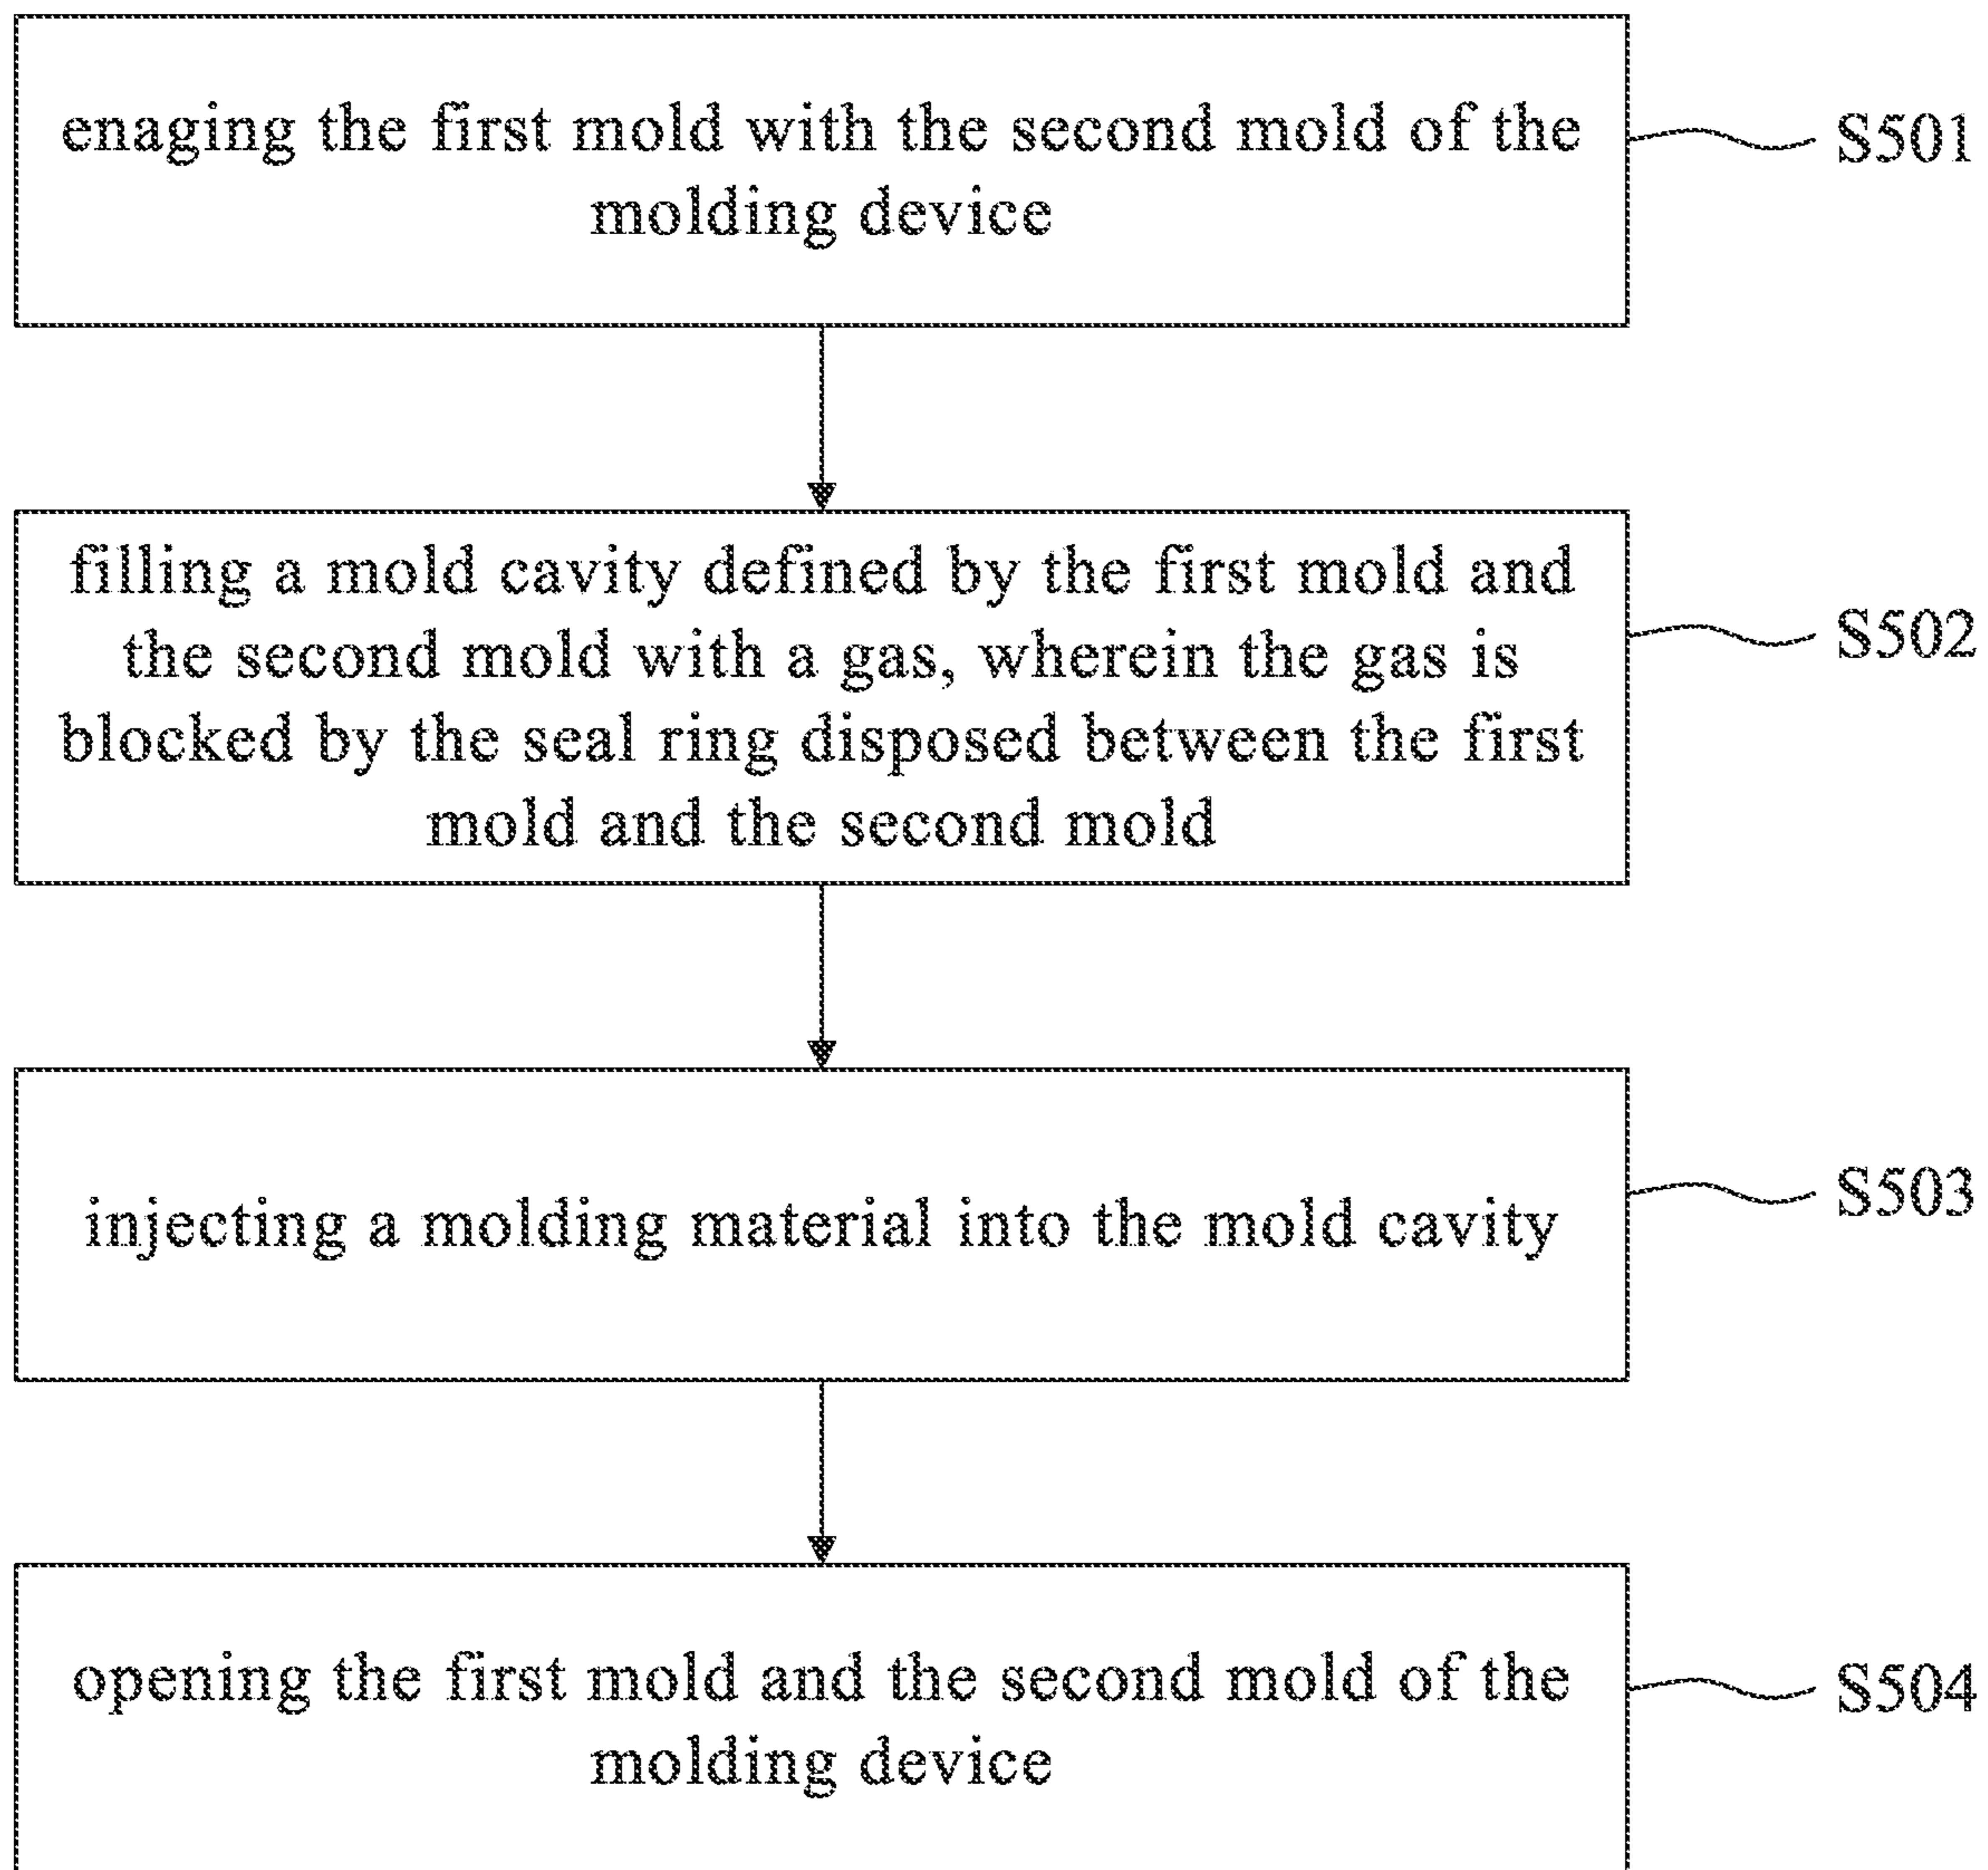 enaging the first mold with the second mold of the
molding device
S501
filling a mold cavity defined by the first mold and
the second mold with a gas, wherein the gas is
blocked by the seal ring disposed between the first
mold and the second mold
S502
injecting a molding material into the mold cavity
S503
opening the first mold and the second mold of the
molding device
S504